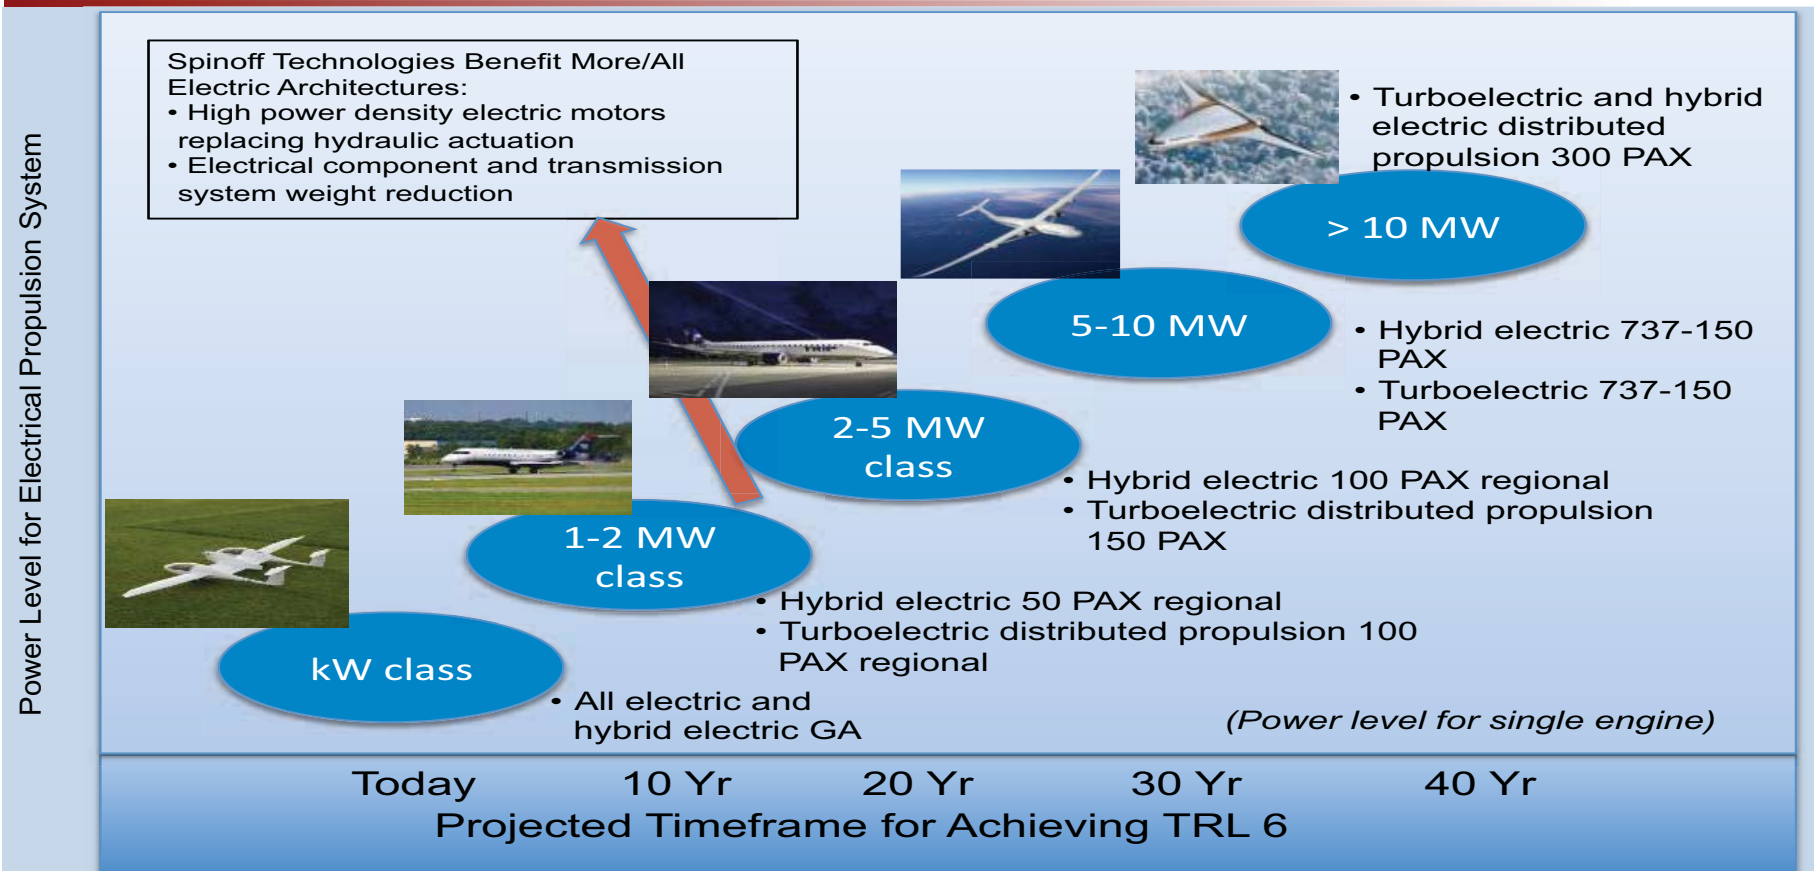 Power Level for Electrical Propulsion System
Spinoff Technologies Benefit More/All
Electric Architectures:
• High power density electric motors
replacing hydraulic actuation
• Electrical component and transmission
system weight reduction
• Turboelectric and hybrid
electric distributed
propulsion 300 PAX
> 10 MW
5-10 MW
• Hybrid electric 737-150
PAX
• Turboelectric 737-150
PAX
2-5 MW
class
• Hybrid electric 100 PAX regional
• Turboelectric distributed propulsion
150 PAX
1-2 MW
class
• Hybrid electric 50 PAX regional
• Turboelectric distributed propulsion 100
PAX regional
kW class
• All electric and
hybrid electric GA
(Power level for single engine)
Today 10 Yr 20 Yr 30 Yr 40 Yr
Projected Timeframe for Achieving TRL 6